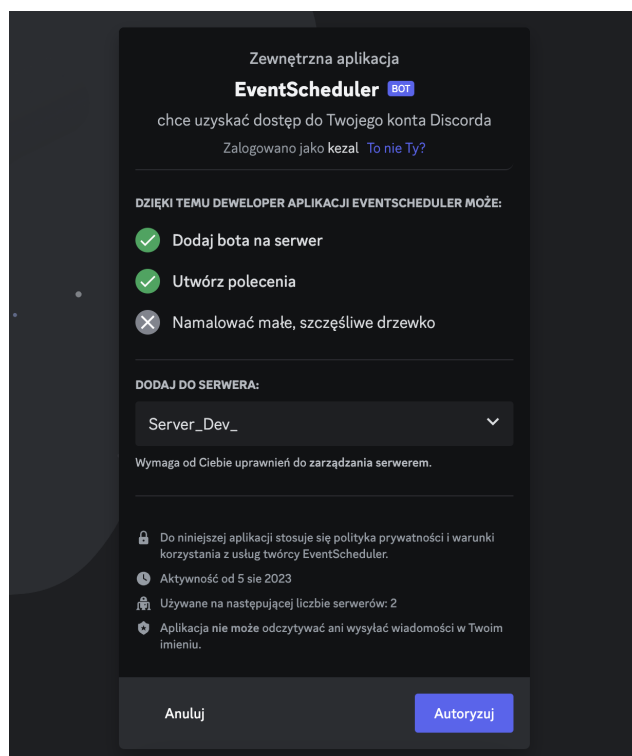 Zewnętrzna aplikacja
EventScheduler BOT
chce uzyskać dostęp do Twojego konta Discorda
Zalogowano jako kezal To nie Ty?
DZIĘKI TEMU DEWELOPER APLIKACJI EVENTSCHEDULER MOŻE:
Dodaj bota na serwer
Utwórz polecenia
Namalować małe, szczęśliwe drzewko
DODAJ DO SERWERA:
Server_Dev_
Wymaga od Ciebie uprawnień do zarządzania serwerem.
Do niniejszej aplikacji stosuje się polityka prywatności i warunki
korzystania z usług twórcy EventScheduler.
Aktywność od 5 sie 2023
Używane na następującej liczbie serwerów: 2
Aplikacja nie może odczytywać ani wysyłać wiadomości w Twoim
imieniu.
Anuluj
Autoryzuj